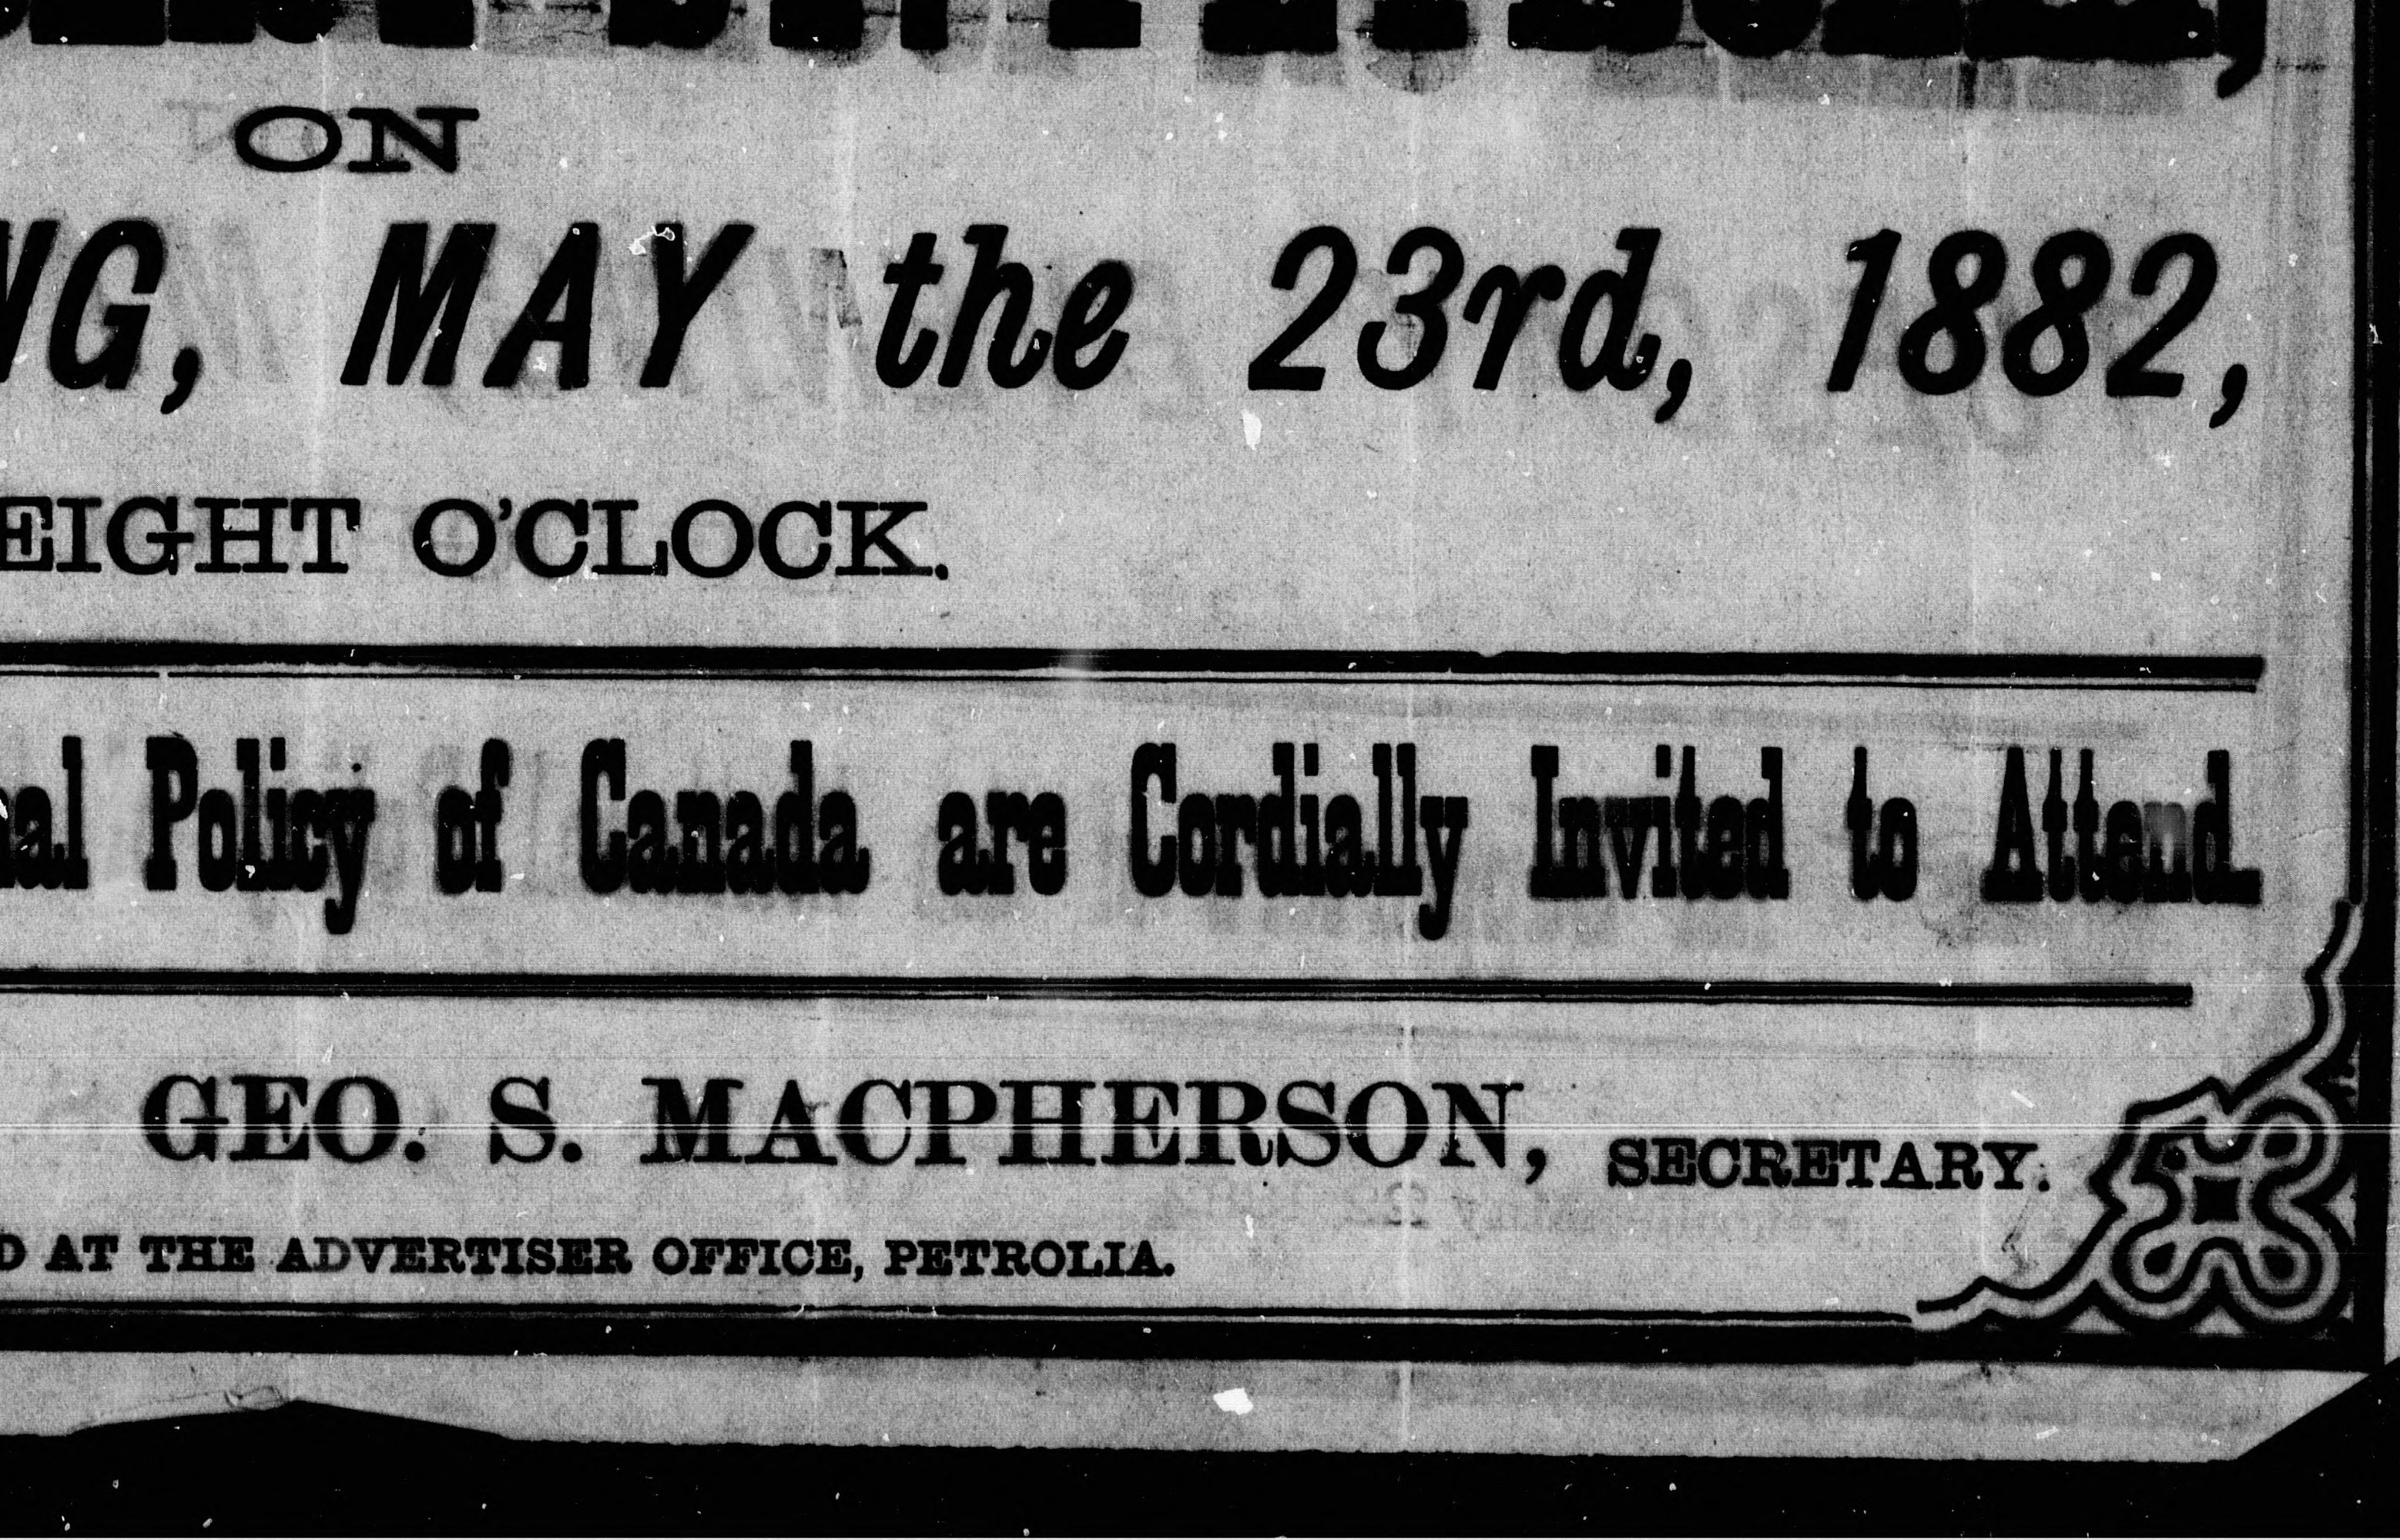 ON
NG, MAY the 23rd, 1882,
EIGHT O'CLOCK.
nal Policy of Canada are Cordially Invited to Attend.
GEO. S. MACPHERSON, SECRETARY.
D AT THE ADVERTISER OFFICE, PETROLIA.